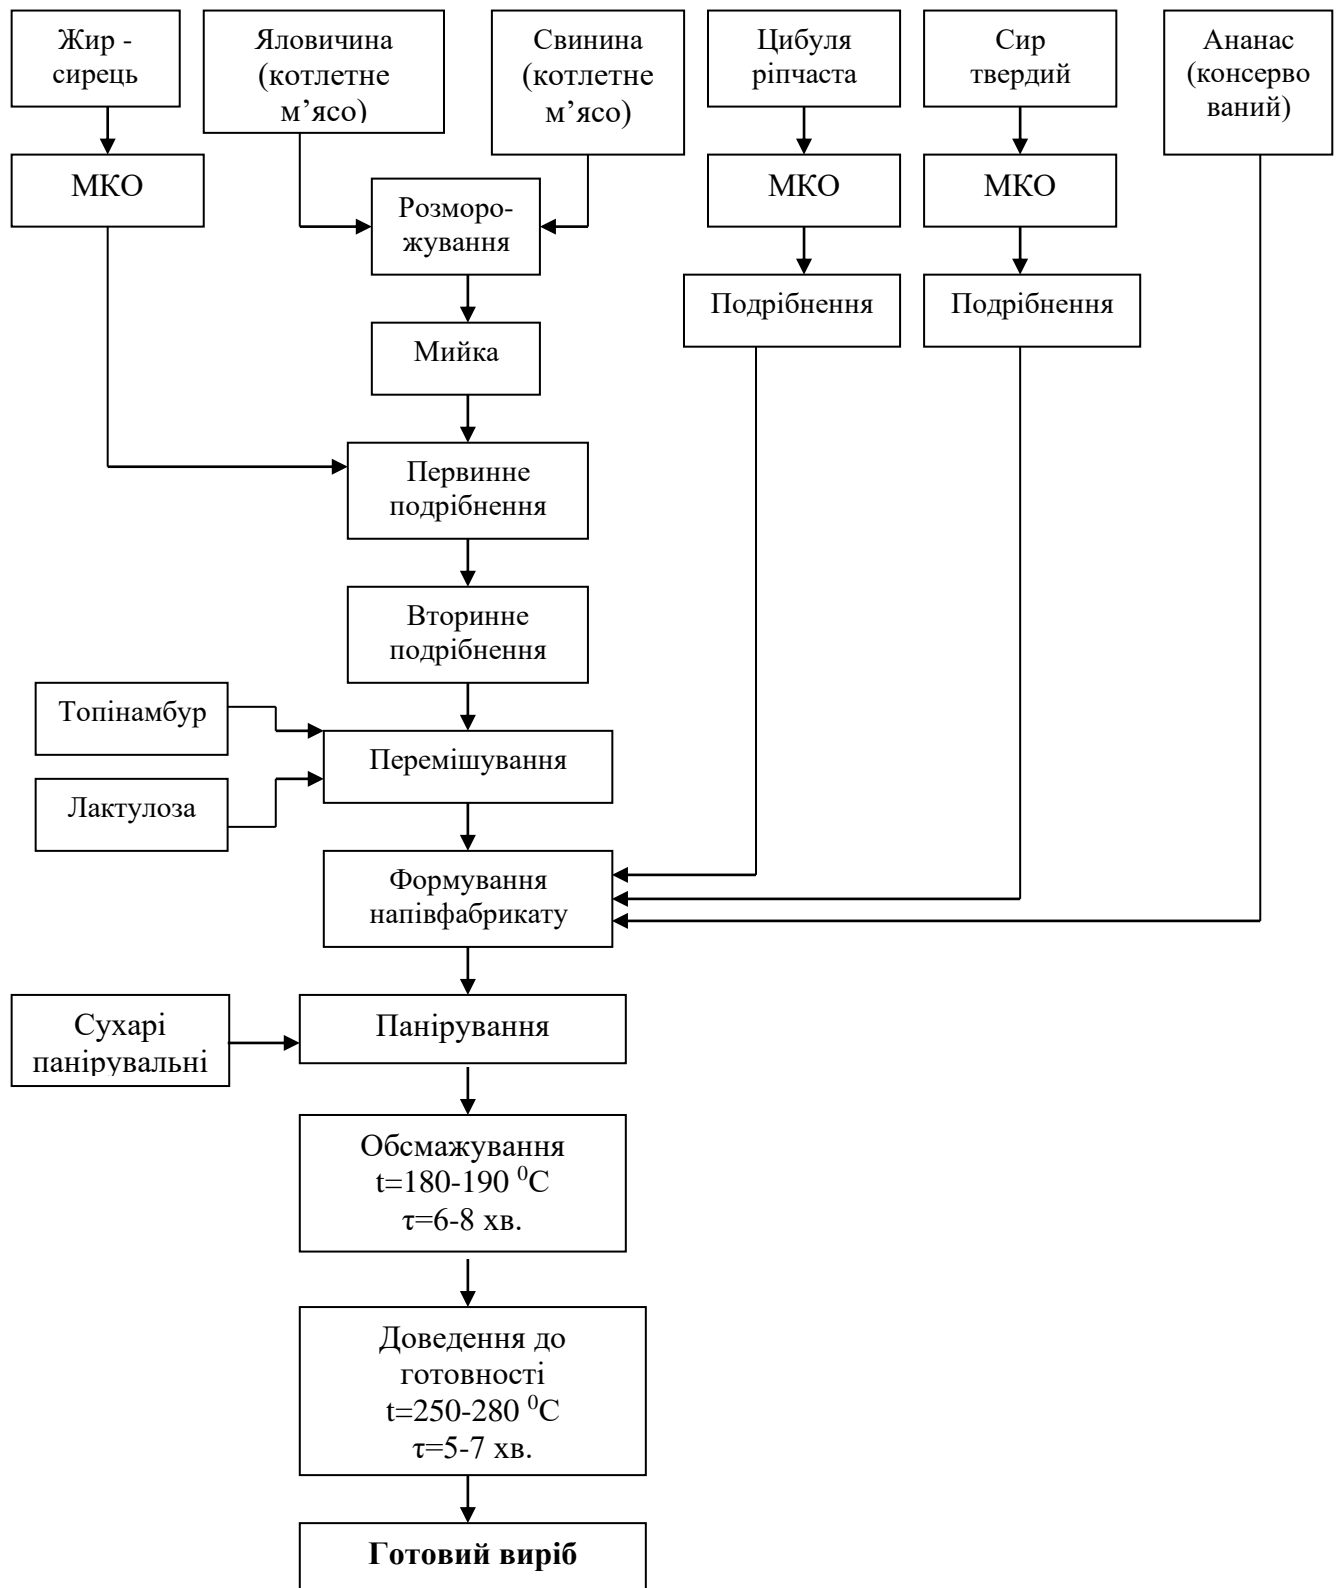 Жир -
сирець
Яловичина
(котлетне
м’ясо)
Свинина
(котлетне
м’ясо)
Цибуля
ріпчаста
Сир
твердий
Ананас
(консерво
ваний)
МКО
Розморо-
жування
МКО
МКО
Подрібнення
Подрібнення
Мийка
Первинне
подрібнення
Вторинне
подрібнення
Топінамбур
Перемішування
Лактулоза
Формування
напівфабрикату
Сухарі
панірувальні
Панірування
Обсмажування
t=180-190 ⁰С
τ=6-8 хв.
Доведення до
готовності
t=250-280 ⁰С
τ=5-7 хв.
Готовий виріб